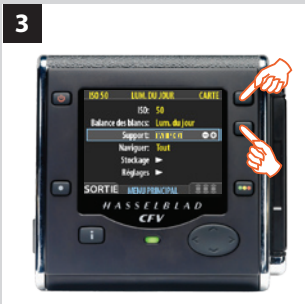 3
ISO 50 LUM. DU JOUR CARTE
ISO: 50
Balance des blancs: Lum. du jour
Support:
Naviguer: Tout
Stockage
Réglages
SORTIE MENU PRINCIPAL
HASSELBLAD
CFV
i